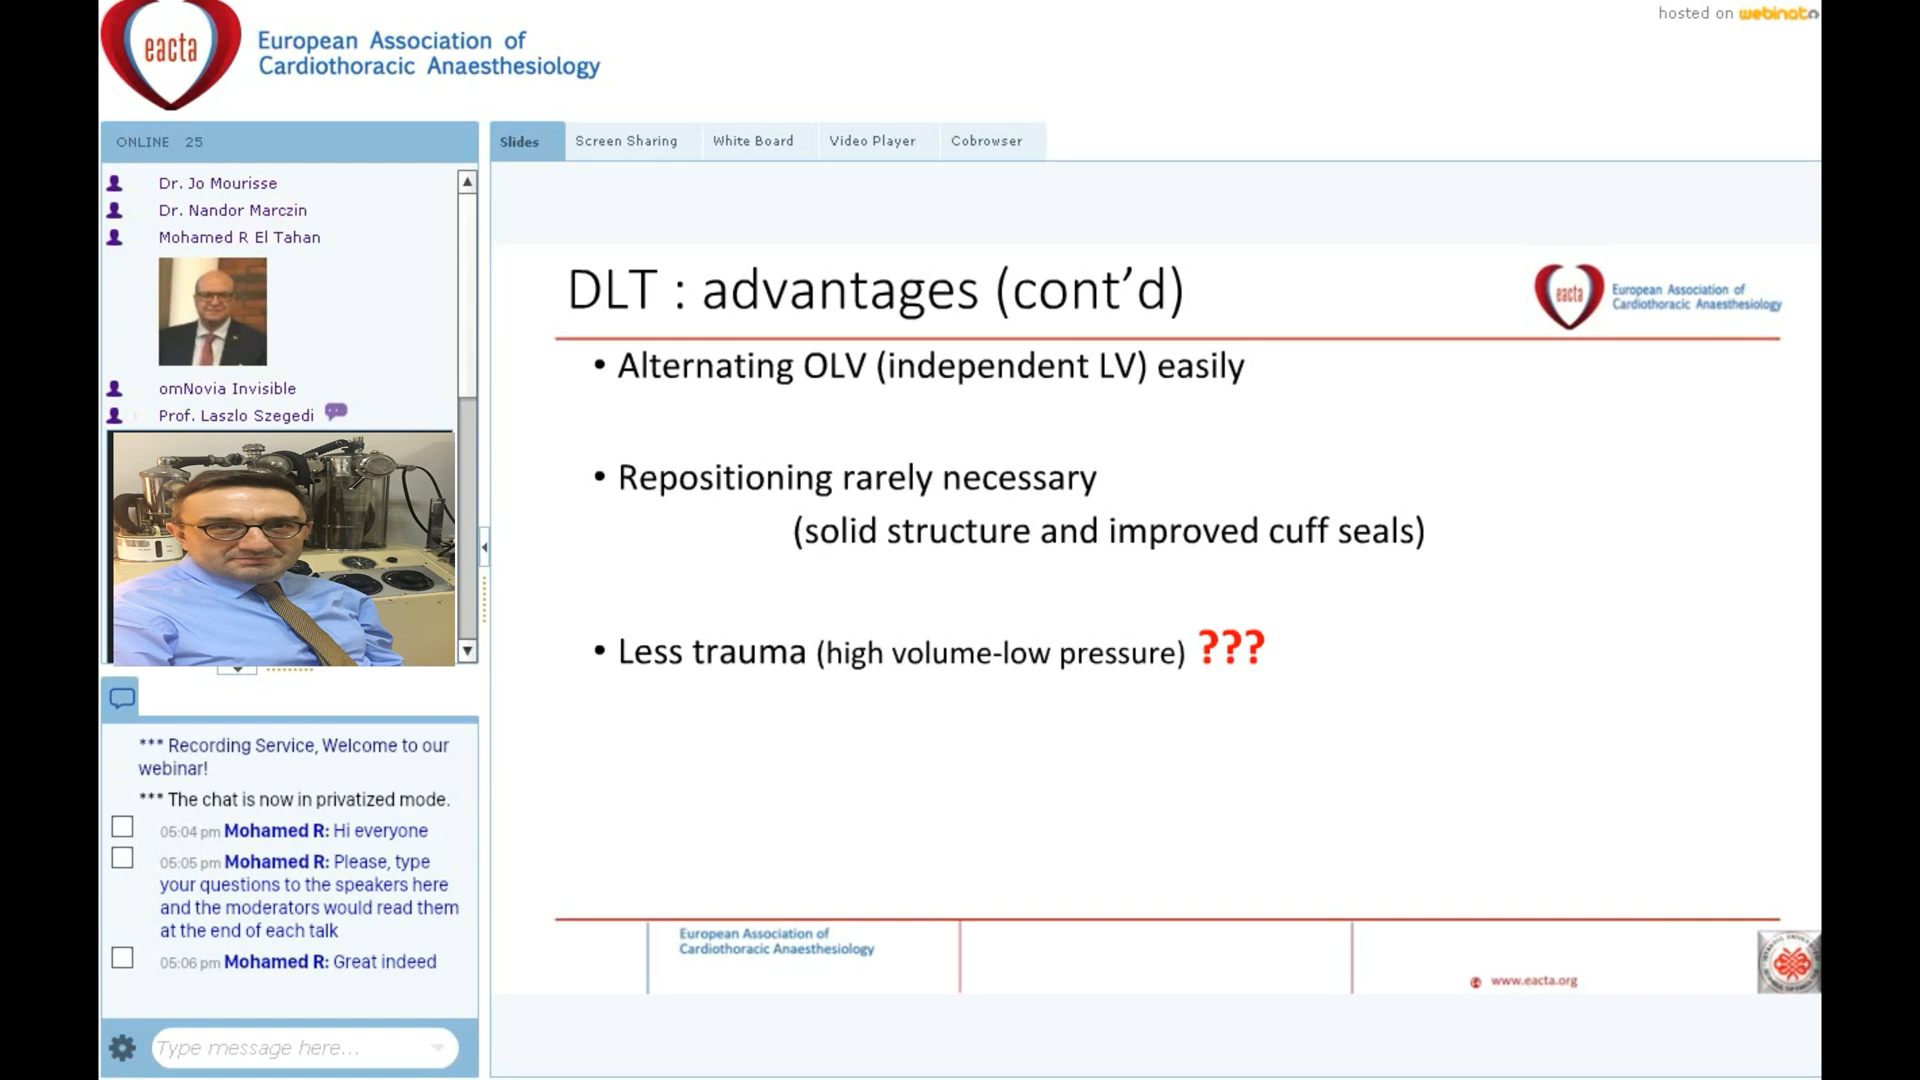 hosted on webinato
eacta
European Association of
Cardiothoracic Anaesthesiology
ONLINE 25
Dr. Jo Mourisse
Dr. Nandor Marczin
Mohamed R El Tahan
omNovia Invisible
Prof. Laszlo Szegedi
*** Recording Service, Welcome to our
webinar!
*** The chat is now in privatized mode.
05:04 pm Mohamed R: Hi everyone
05:05 pm Mohamed R: Please, type
your questions to the speakers here
and the moderators would read them
at the end of each talk
05:06 pm Mohamed R: Great indeed
Type message here...
Slides Screen Sharing White Board Video Player Cobrowser
DLT : advantages (cont’d)
eacta
European Association of
Cardiothoracic Anaesthesiology
• Alternating OLV (independent LV) easily
• Repositioning rarely necessary
(solid structure and improved cuff seals)
• Less trauma (high volume-low pressure) ???
European Association of
Cardiothoracic Anaesthesiology
www.eacta.org